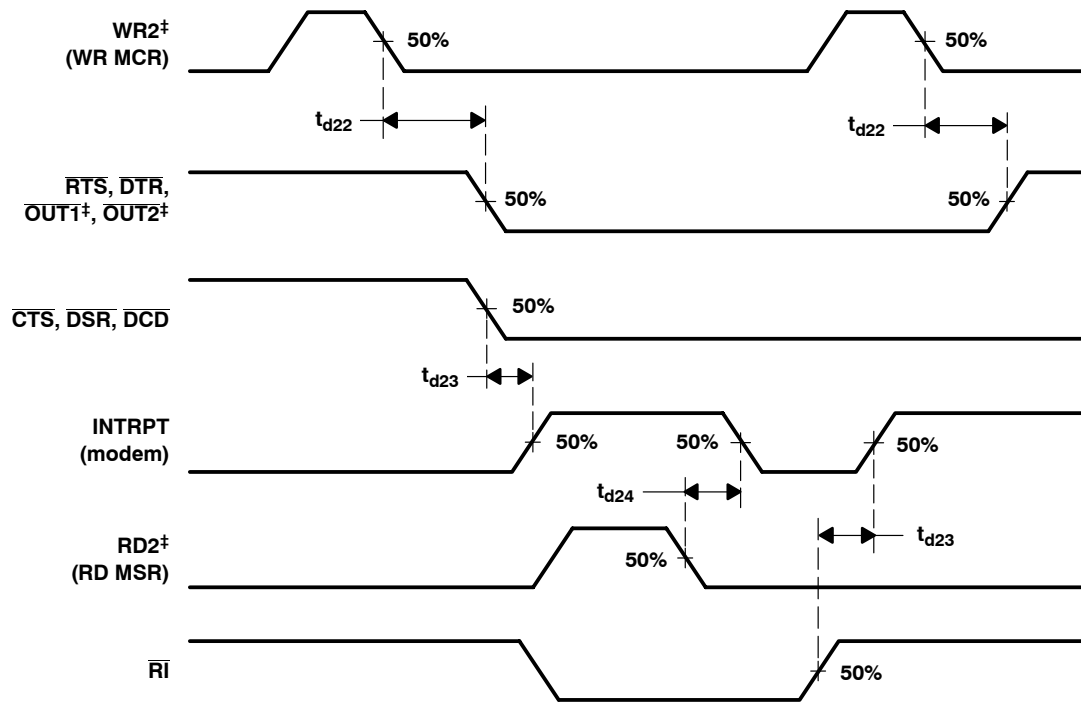 WR2‡
(WR MCR)
50%
50%
td22
td22
RTS, DTR,
OUT1‡, OUT2‡
50%
50%
CTS, DSR, DCD
50%
td23
INTRPT
(modem)
50%
50%
50%
td24
td23
RD2‡
(RD MSR)
50%
RI
50%